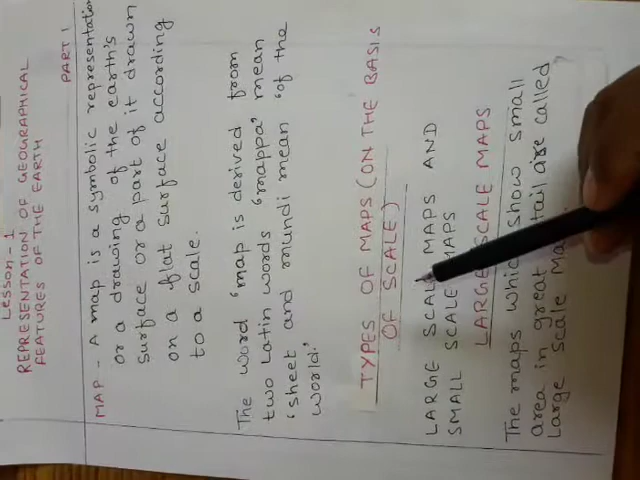 Lesson - 1
REPRESENTATION OF GEOGRAPHICAL
FEATURES OF THE EARTH
PART 1
MAP - A map is a symbolic representation
or a drawing of the earth's
surface or a part of it drawn
on a flat surface according
to a scale.
The word 'map is derived from
two Latin words 'mappa' mean
'sheet and mundi mean 'of the
world.'
TYPES OF MAPS (ON THE BASIS
OF SCALE)
LARGE SCALE MAPS AND
SMALL SCALE MAPS
LARGE SCALE MAPS
The maps which show small
area in great detail are called
Large Scale